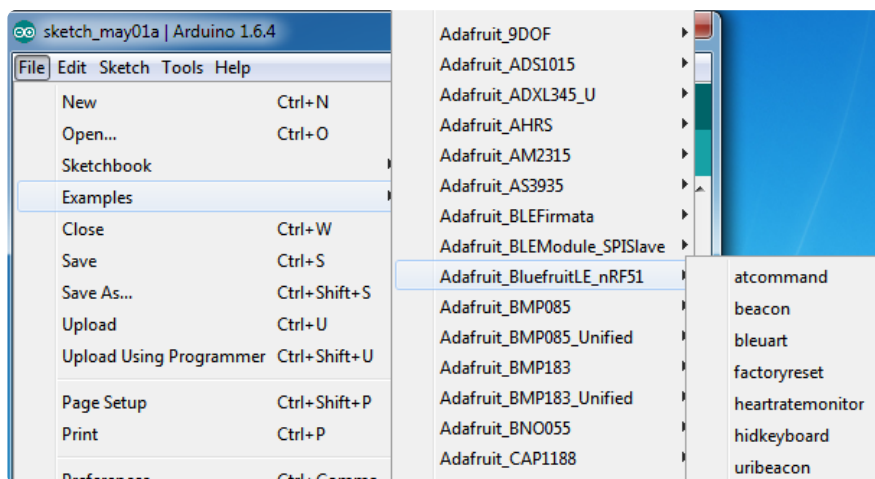 sketch_may01a | Arduino 1.6.4
File Edit Sketch Tools Help
New Ctrl+N
Open... Ctrl+O
Sketchbook
Examples
Close Ctrl+W
Save Ctrl+S
Save As... Ctrl+Shift+S
Upload Ctrl+U
Upload Using Programmer Ctrl+Shift+U
Page Setup Ctrl+Shift+P
Print Ctrl+P
Preferences Ctrl+Comma
Adafruit_9DOF
Adafruit_ADS1015
Adafruit_ADXL345_U
Adafruit_AHRS
Adafruit_AM2315
Adafruit_AS3935
Adafruit_BLEFirmata
Adafruit_BLEModule_SPISlave
Adafruit_BluefruitLE_nRF51
Adafruit_BMP085
Adafruit_BMP085_Unified
Adafruit_BMP183
Adafruit_BMP183_Unified
Adafruit_BNO055
Adafruit_CAP1188
atcommand
beacon
bleuart
factoryreset
heartratemonitor
hidkeyboard
uribeacon